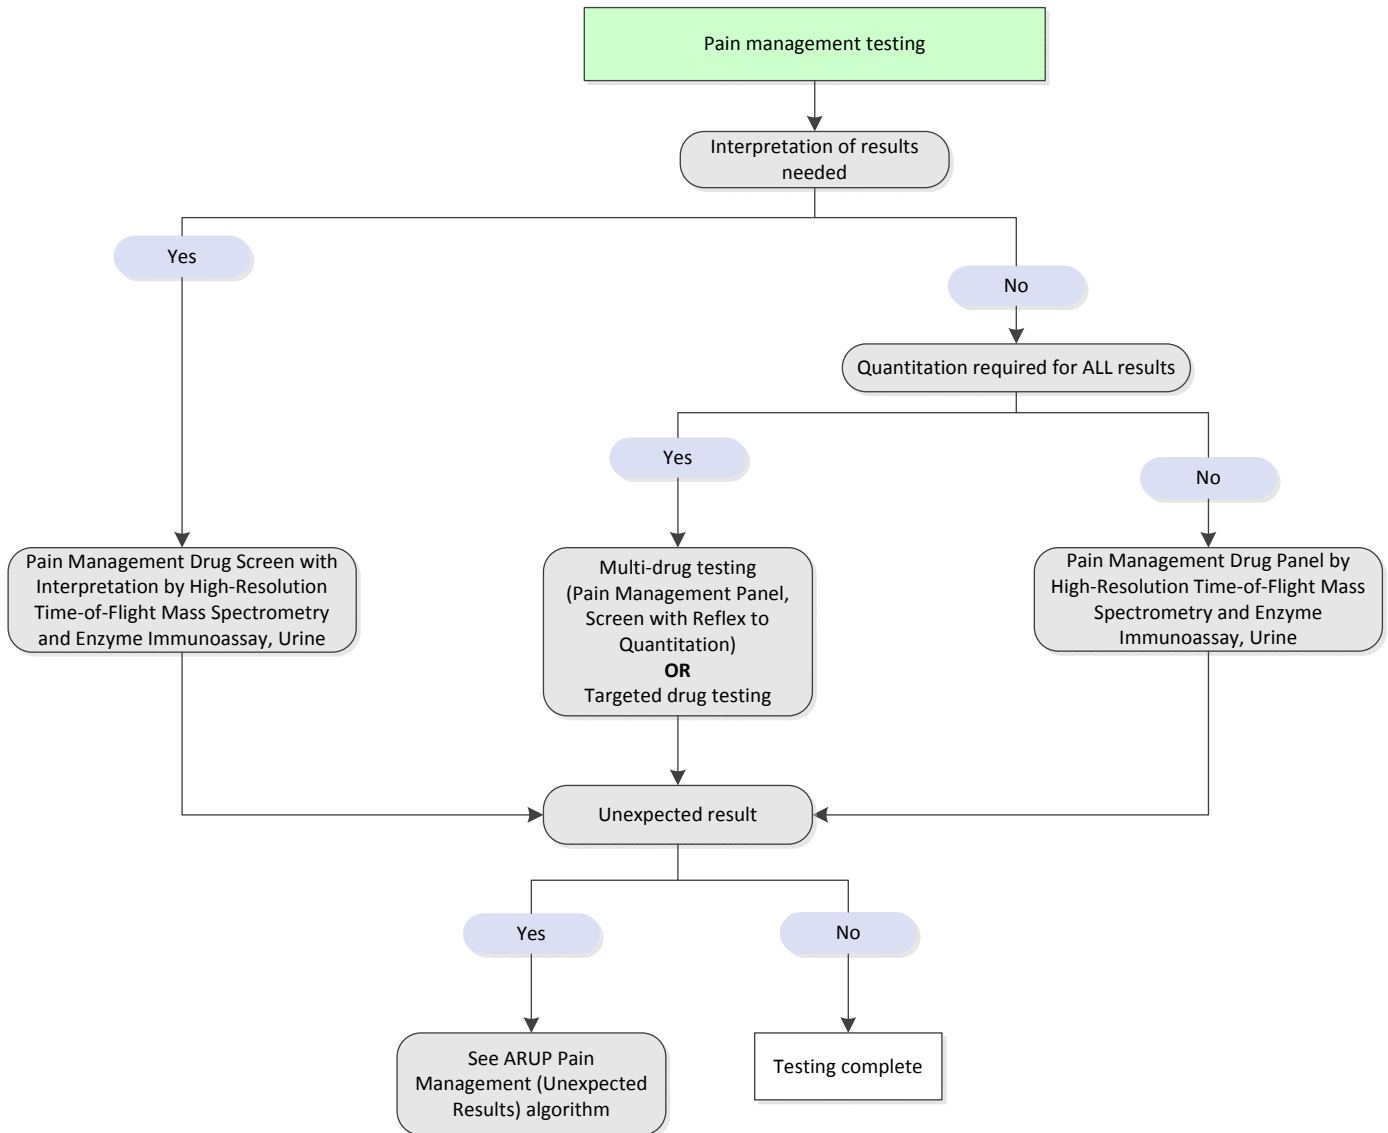 Pain management testing
Interpretation of results
needed
Yes
No
Quantitation required for ALL results
Yes
No
Pain Management Drug Screen with
Interpretation by High-Resolution
Time-of-Flight Mass Spectrometry
and Enzyme Immunoassay, Urine
Multi-drug testing
(Pain Management Panel,
Screen with Reflex to
Quantitation)
OR
Targeted drug testing
Pain Management Drug Panel by
High-Resolution Time-of-Flight Mass
Spectrometry and Enzyme
Immunoassay, Urine
Unexpected result
Yes
No
See ARUP Pain
Management (Unexpected
Results) algorithm
Testing complete